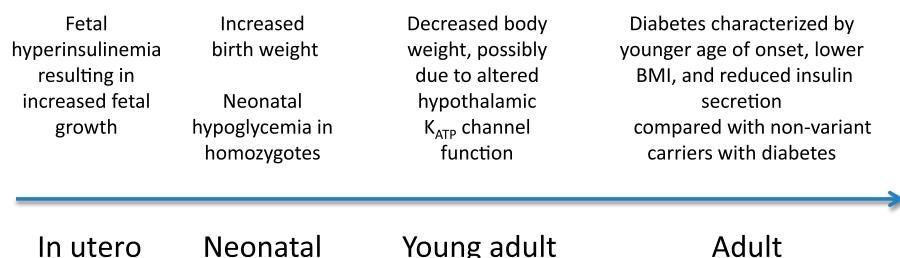 Fetal
hyperinsulinemia
resulting in
increased fetal
growth
Increased
birth weight
Neonatal
hypoglycemia in
homozygotes
Decreased body
weight, possibly
due to altered
hypothalamic
K_ATP channel
function
Diabetes characterized by
younger age of onset, lower
BMI, and reduced insulin
secretion
compared with non-variant
carriers with diabetes
In utero
Neonatal
Young adult
Adult